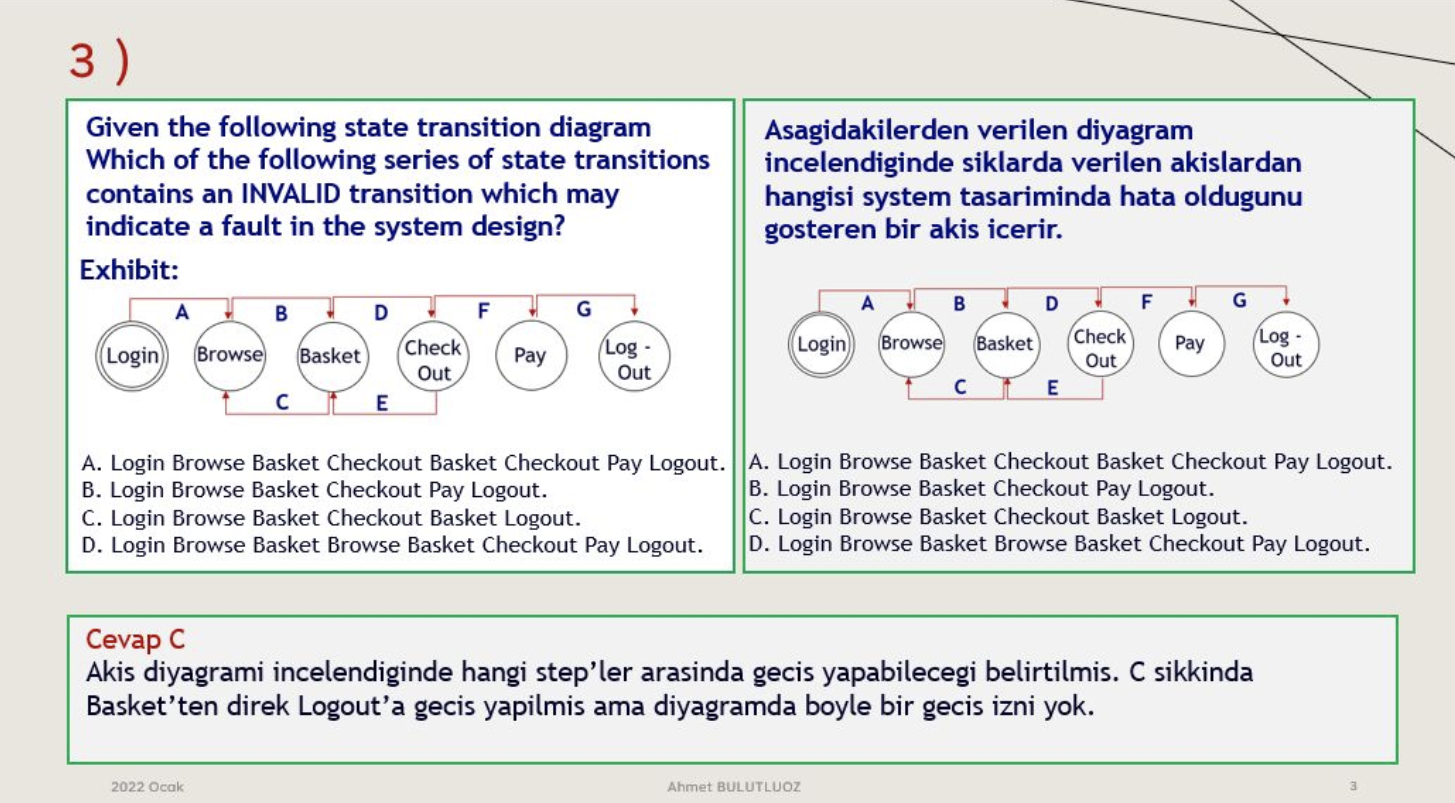 3 )
Given the following state transition diagram
Which of the following series of state transitions
contains an INVALID transition which may
indicate a fault in the system design?
Exhibit:
A B D F G
Login Browse Basket Check Out Pay Log - Out
C E
A. Login Browse Basket Checkout Basket Checkout Pay Logout.
B. Login Browse Basket Checkout Pay Logout.
C. Login Browse Basket Checkout Basket Logout.
D. Login Browse Basket Browse Basket Checkout Pay Logout.
Asagidakilerden verilen diyagram
incelendiginde siklarda verilen akislardan
hangisi system tasariminda hata oldugunu
gosteren bir akis icerir.
A B D F G
Login Browse Basket Check Out Pay Log - Out
C E
A. Login Browse Basket Checkout Basket Checkout Pay Logout.
B. Login Browse Basket Checkout Pay Logout.
C. Login Browse Basket Checkout Basket Logout.
D. Login Browse Basket Browse Basket Checkout Pay Logout.
Cevap C
Akis diyagrami incelendiginde hangi step’ler arasinda gecis yapabilecegi belirtilmis. C sikkinda
Basket’ten direk Logout’a gecis yapilmis ama diyagramda boyle bir gecis izni yok.
2022 Ocak
Ahmet BULUTLUOZ
3